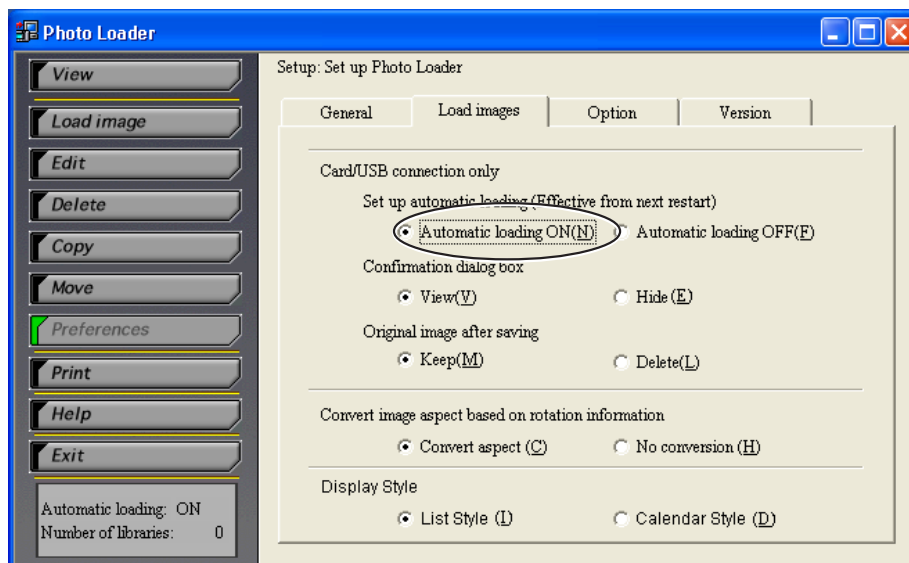 Photo Loader
View
Load image
Edit
Delete
Copy
Move
Preferences
Print
Help
Exit
Automatic loading: ON
Number of libraries: 0
Setup: Set up Photo Loader
General Load images Option Version
Card/USB connection only
Set up automatic loading (Effective from next restart)
Automatic loading ON(N) Automatic loading OFF(F)
Confirmation dialog box
View(V) Hide (E)
Original image after saving
Keep(M) Delete(L)
Convert image aspect based on rotation information
Convert aspect (C) No conversion (H)
Display Style
List Style (I) Calendar Style (D)